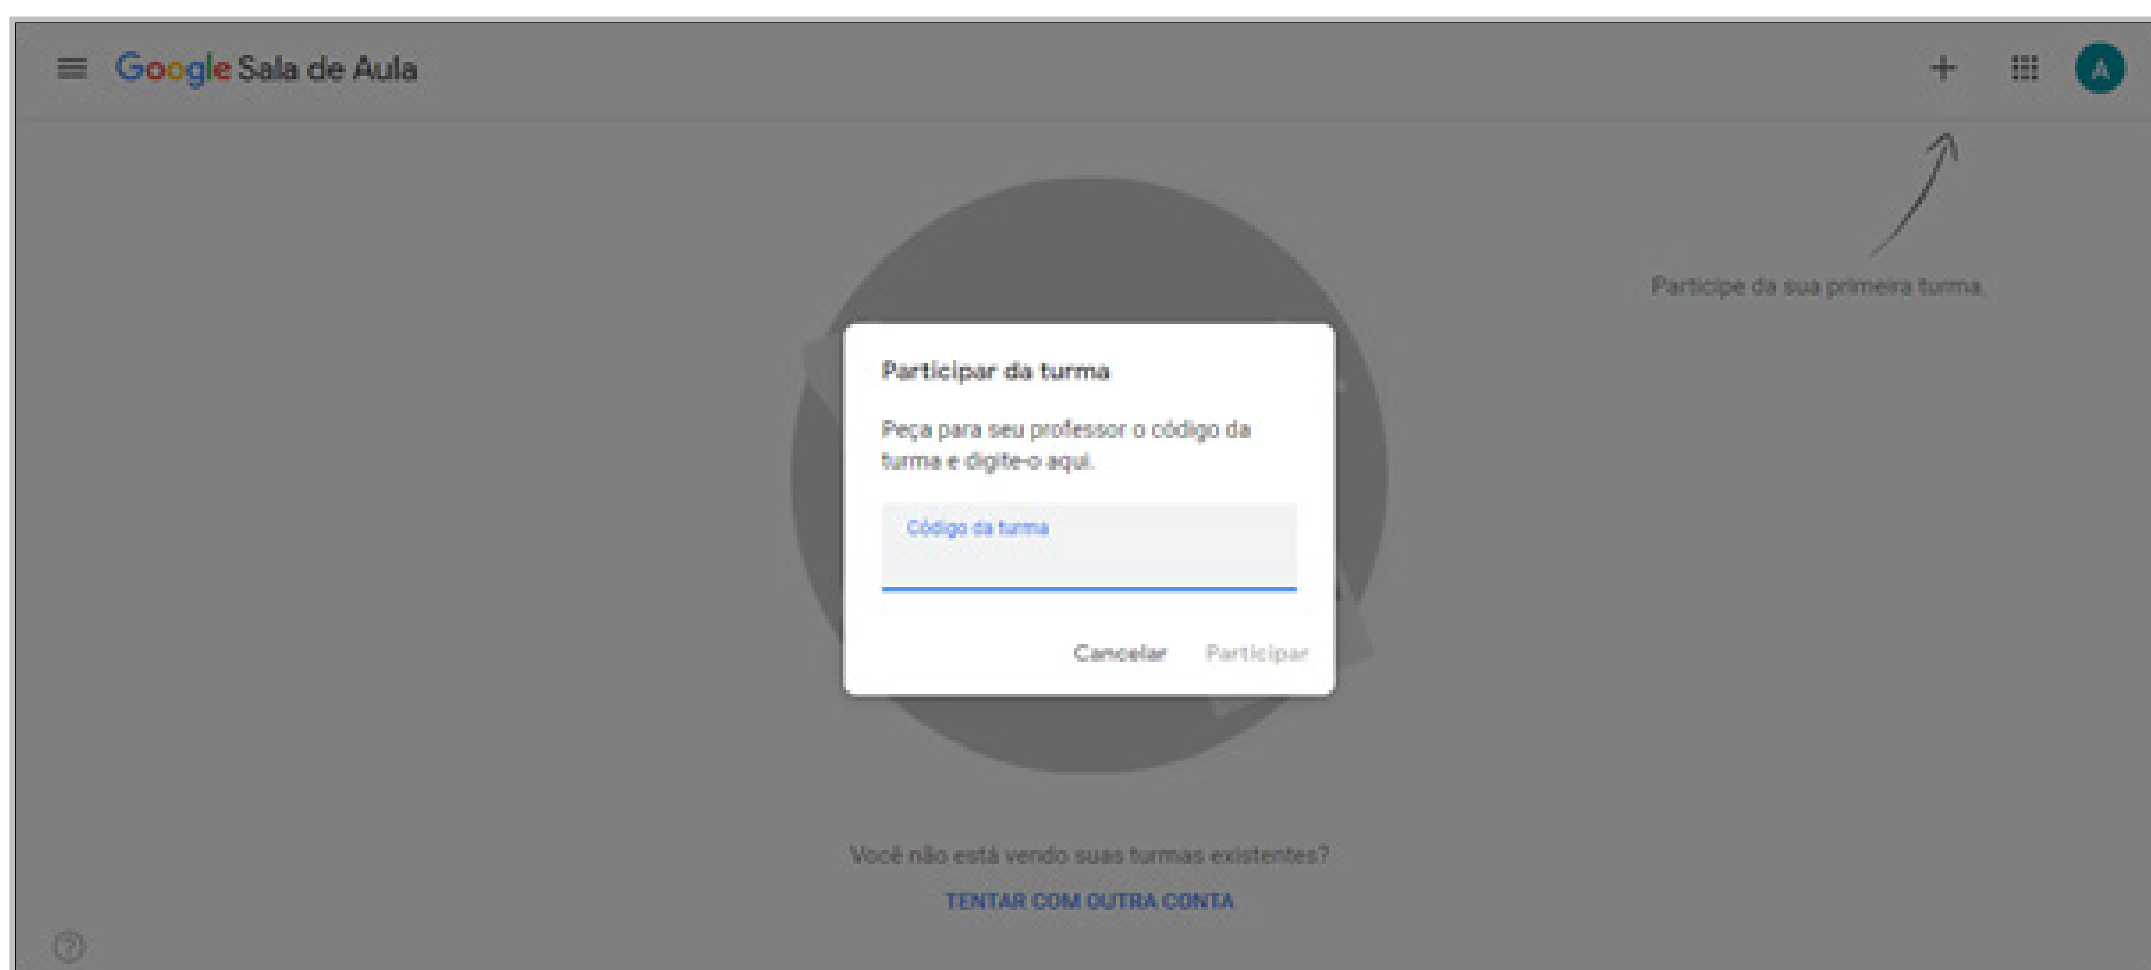 Google Sala de Aula
A
Participe da sua primeira turma.
Participar da turma
Peça para seu professor o código da
turma e digite-o aqui.
Código da turma
Cancelar Participar
Você não está vendo suas turmas existentes?
TENTAR COM OUTRA CONTA